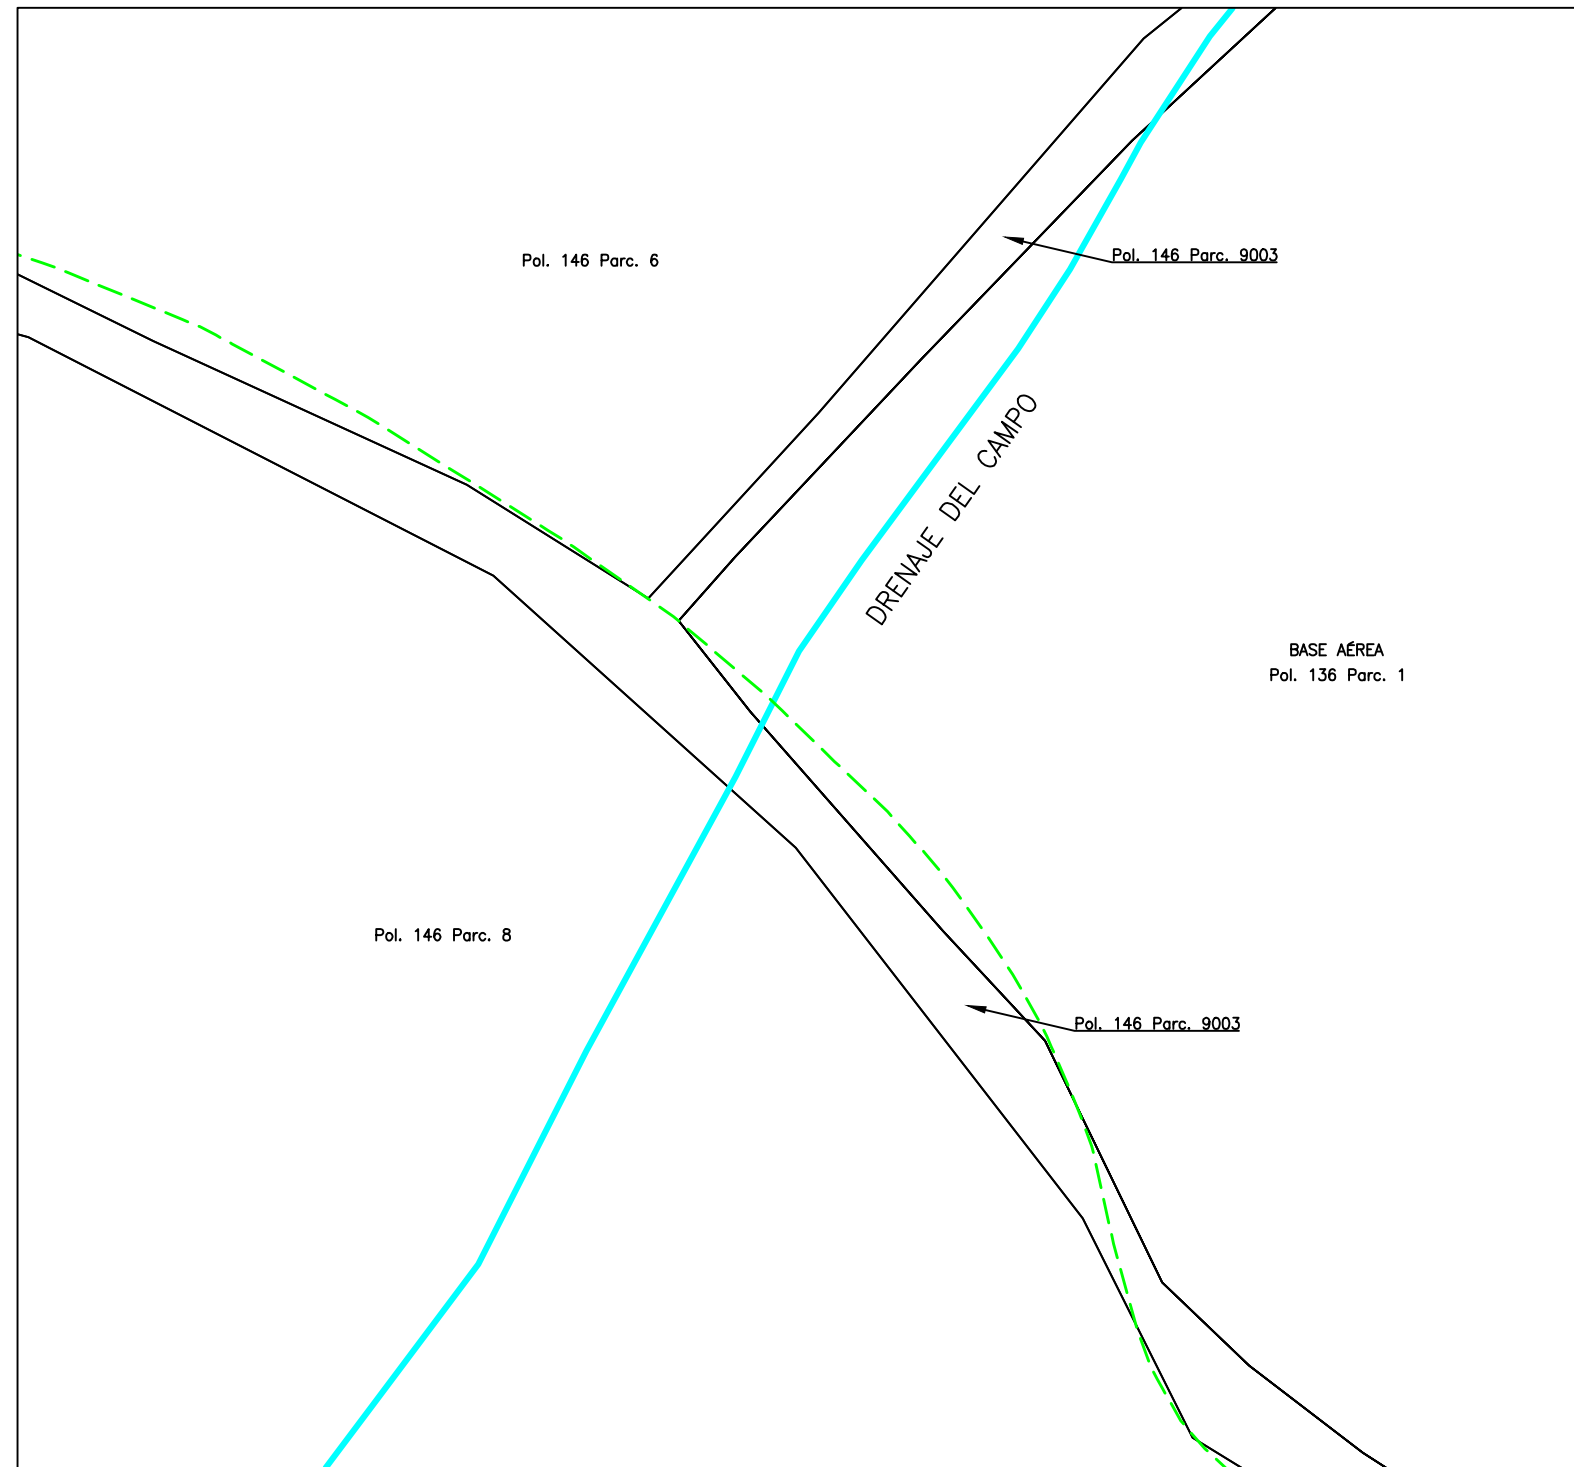 Pol. 146 Parc. 9003
Pol. 146 Parc. 6
DRENAJE DEL CAMPO
BASE AÉREA
Pol. 136 Parc. 1
Pol. 146 Parc. 8
Pol. 146 Parc. 9003